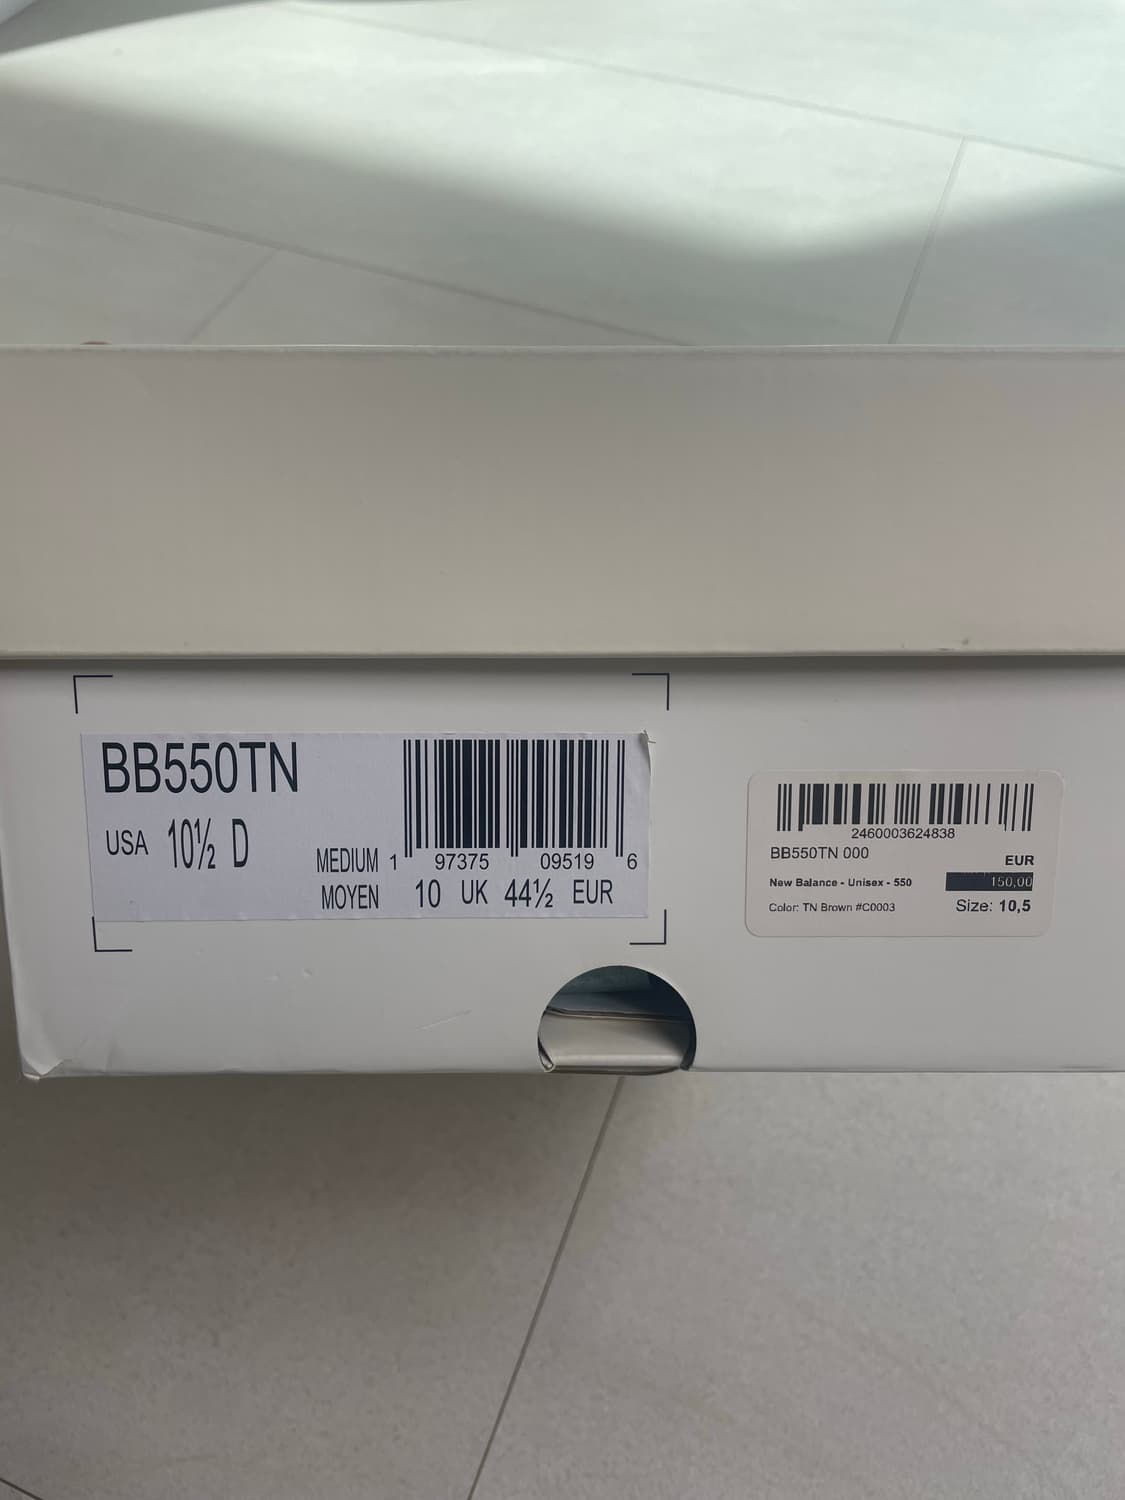 BB550TN
USA 10½ D
MEDIUM
MOYEN
1 97375 09519 6
10 UK 44½ EUR
2460003624838
BB550TN 000
EUR
New Balance - Unisex - 550
150,00
Color: TN Brown #C0003
Size: 10,5